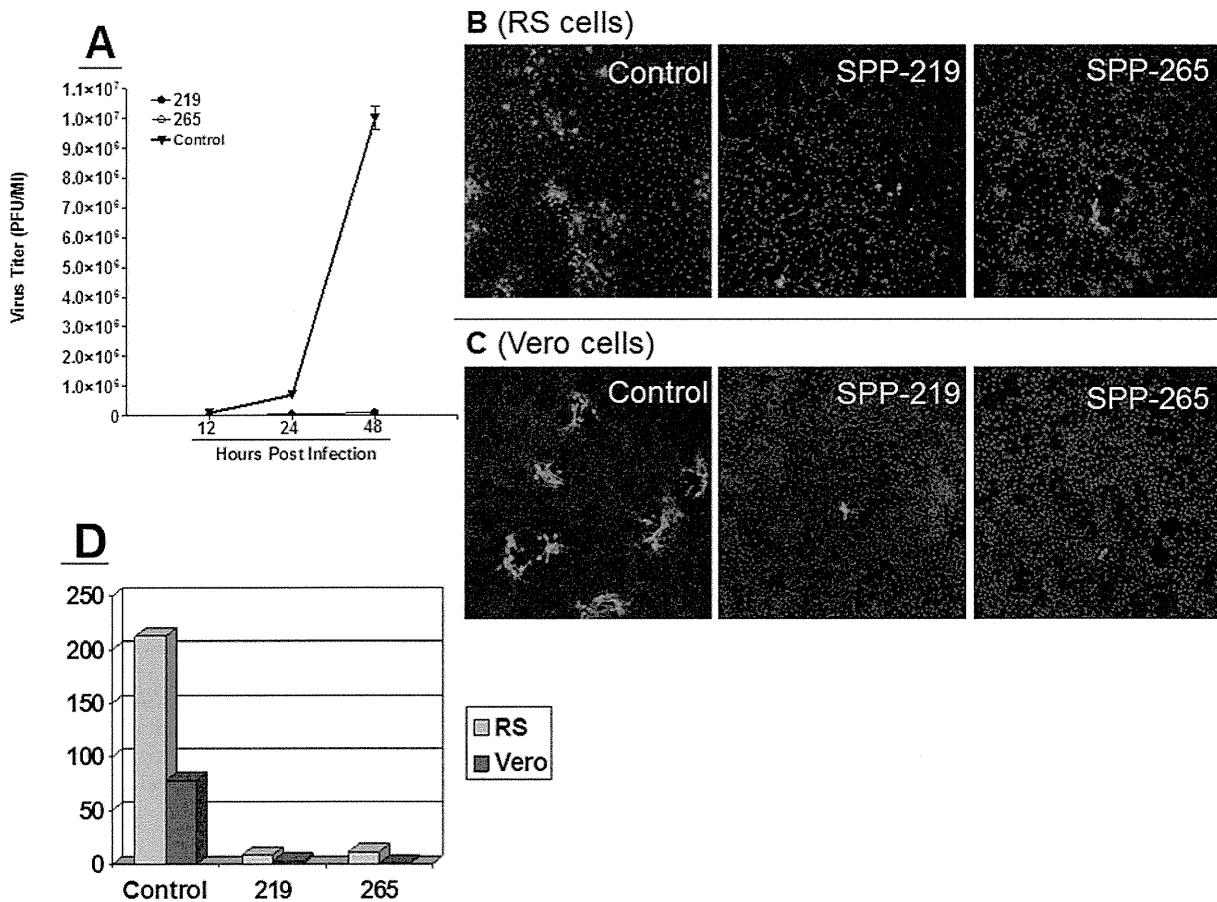 A
1.1×10⁷
1.0×10⁷
9.0×10⁶
8.0×10⁶
7.0×10⁶
6.0×10⁶
5.0×10⁶
4.0×10⁶
3.0×10⁶
2.0×10⁶
1.0×10⁶
0
Virus Titer (PFU/Ml)
219
265
Control
12 24 48
Hours Post Infection
B (RS cells)
Control SPP-219 SPP-265
C (Vero cells)
Control SPP-219 SPP-265
D
250
200
150
100
50
0
Control 219 265
RS
Vero